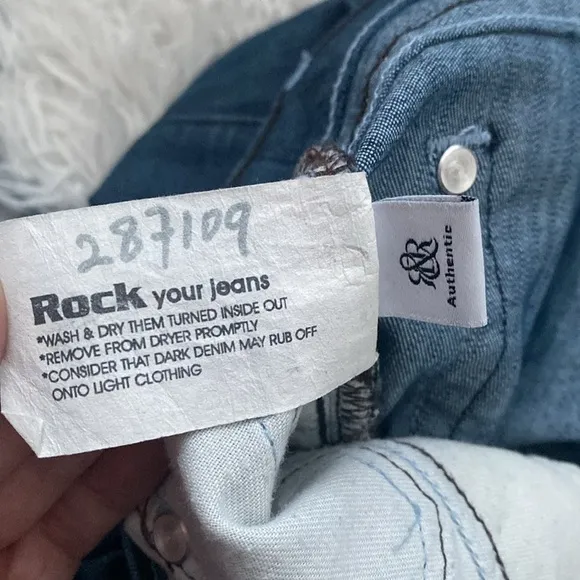 287109
Rock your jeans
*WASH & DRY THEM TURNED INSIDE OUT
*REMOVE FROM DRYER PROMPTLY
*CONSIDER THAT DARK DENIM MAY RUB OFF
ONTO LIGHT CLOTHING
R&R
Authentic